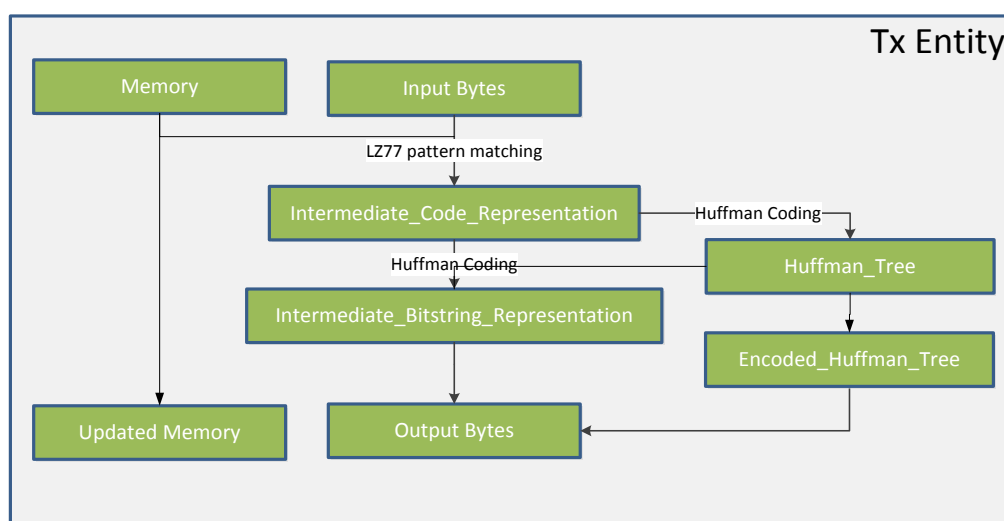 Tx Entity
Memory
Input Bytes
LZ77 pattern matching
Intermediate_Code_Representation
Huffman Coding
Huffman Coding
Huffman_Tree
Intermediate_Bitstring_Representation
Encoded_Huffman_Tree
Updated Memory
Output Bytes